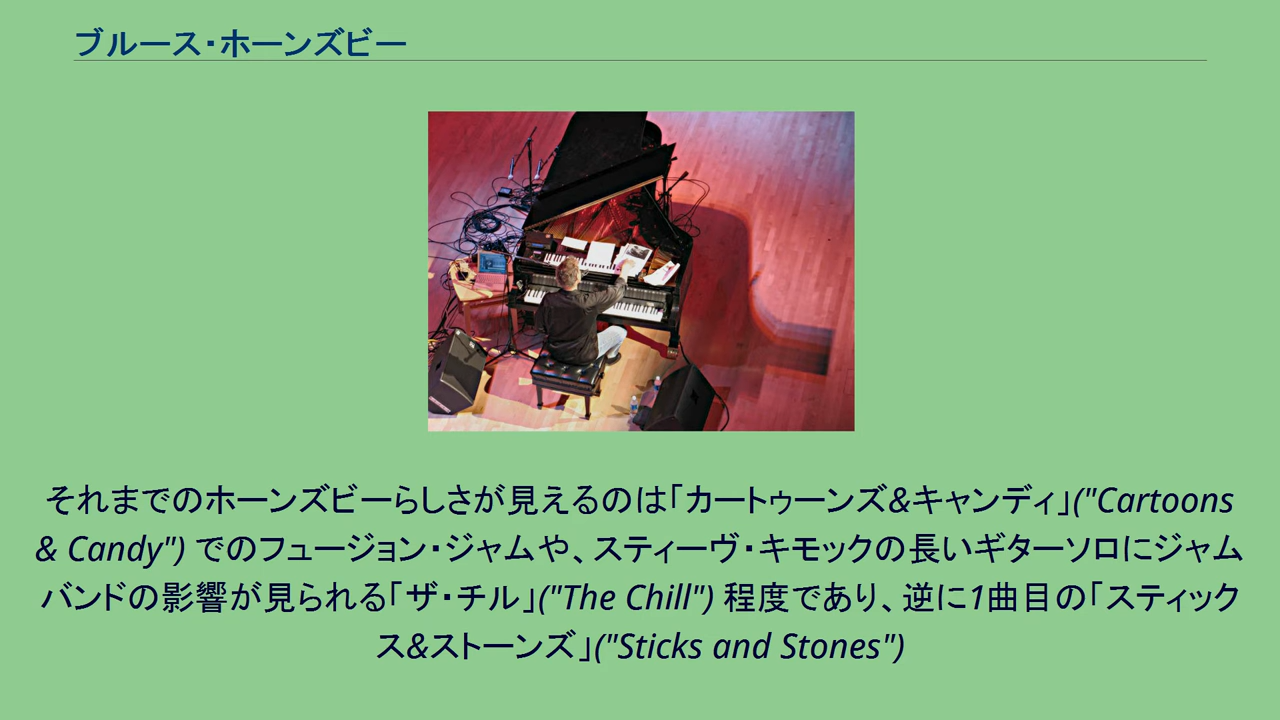 ブルース・ホーンズビー
それまでのホーンズビーらしさが見えるのは「カートゥーンズ&キャンディ」("Cartoons
& Candy") でのフュージョン・ジャムや、スティーヴ・キモックの長いギターソロにジャム
バンドの影響が見られる「ザ・チル」("The Chill") 程度であり、逆に1曲目の「スティック
ス&ストーンズ」("Sticks and Stones")